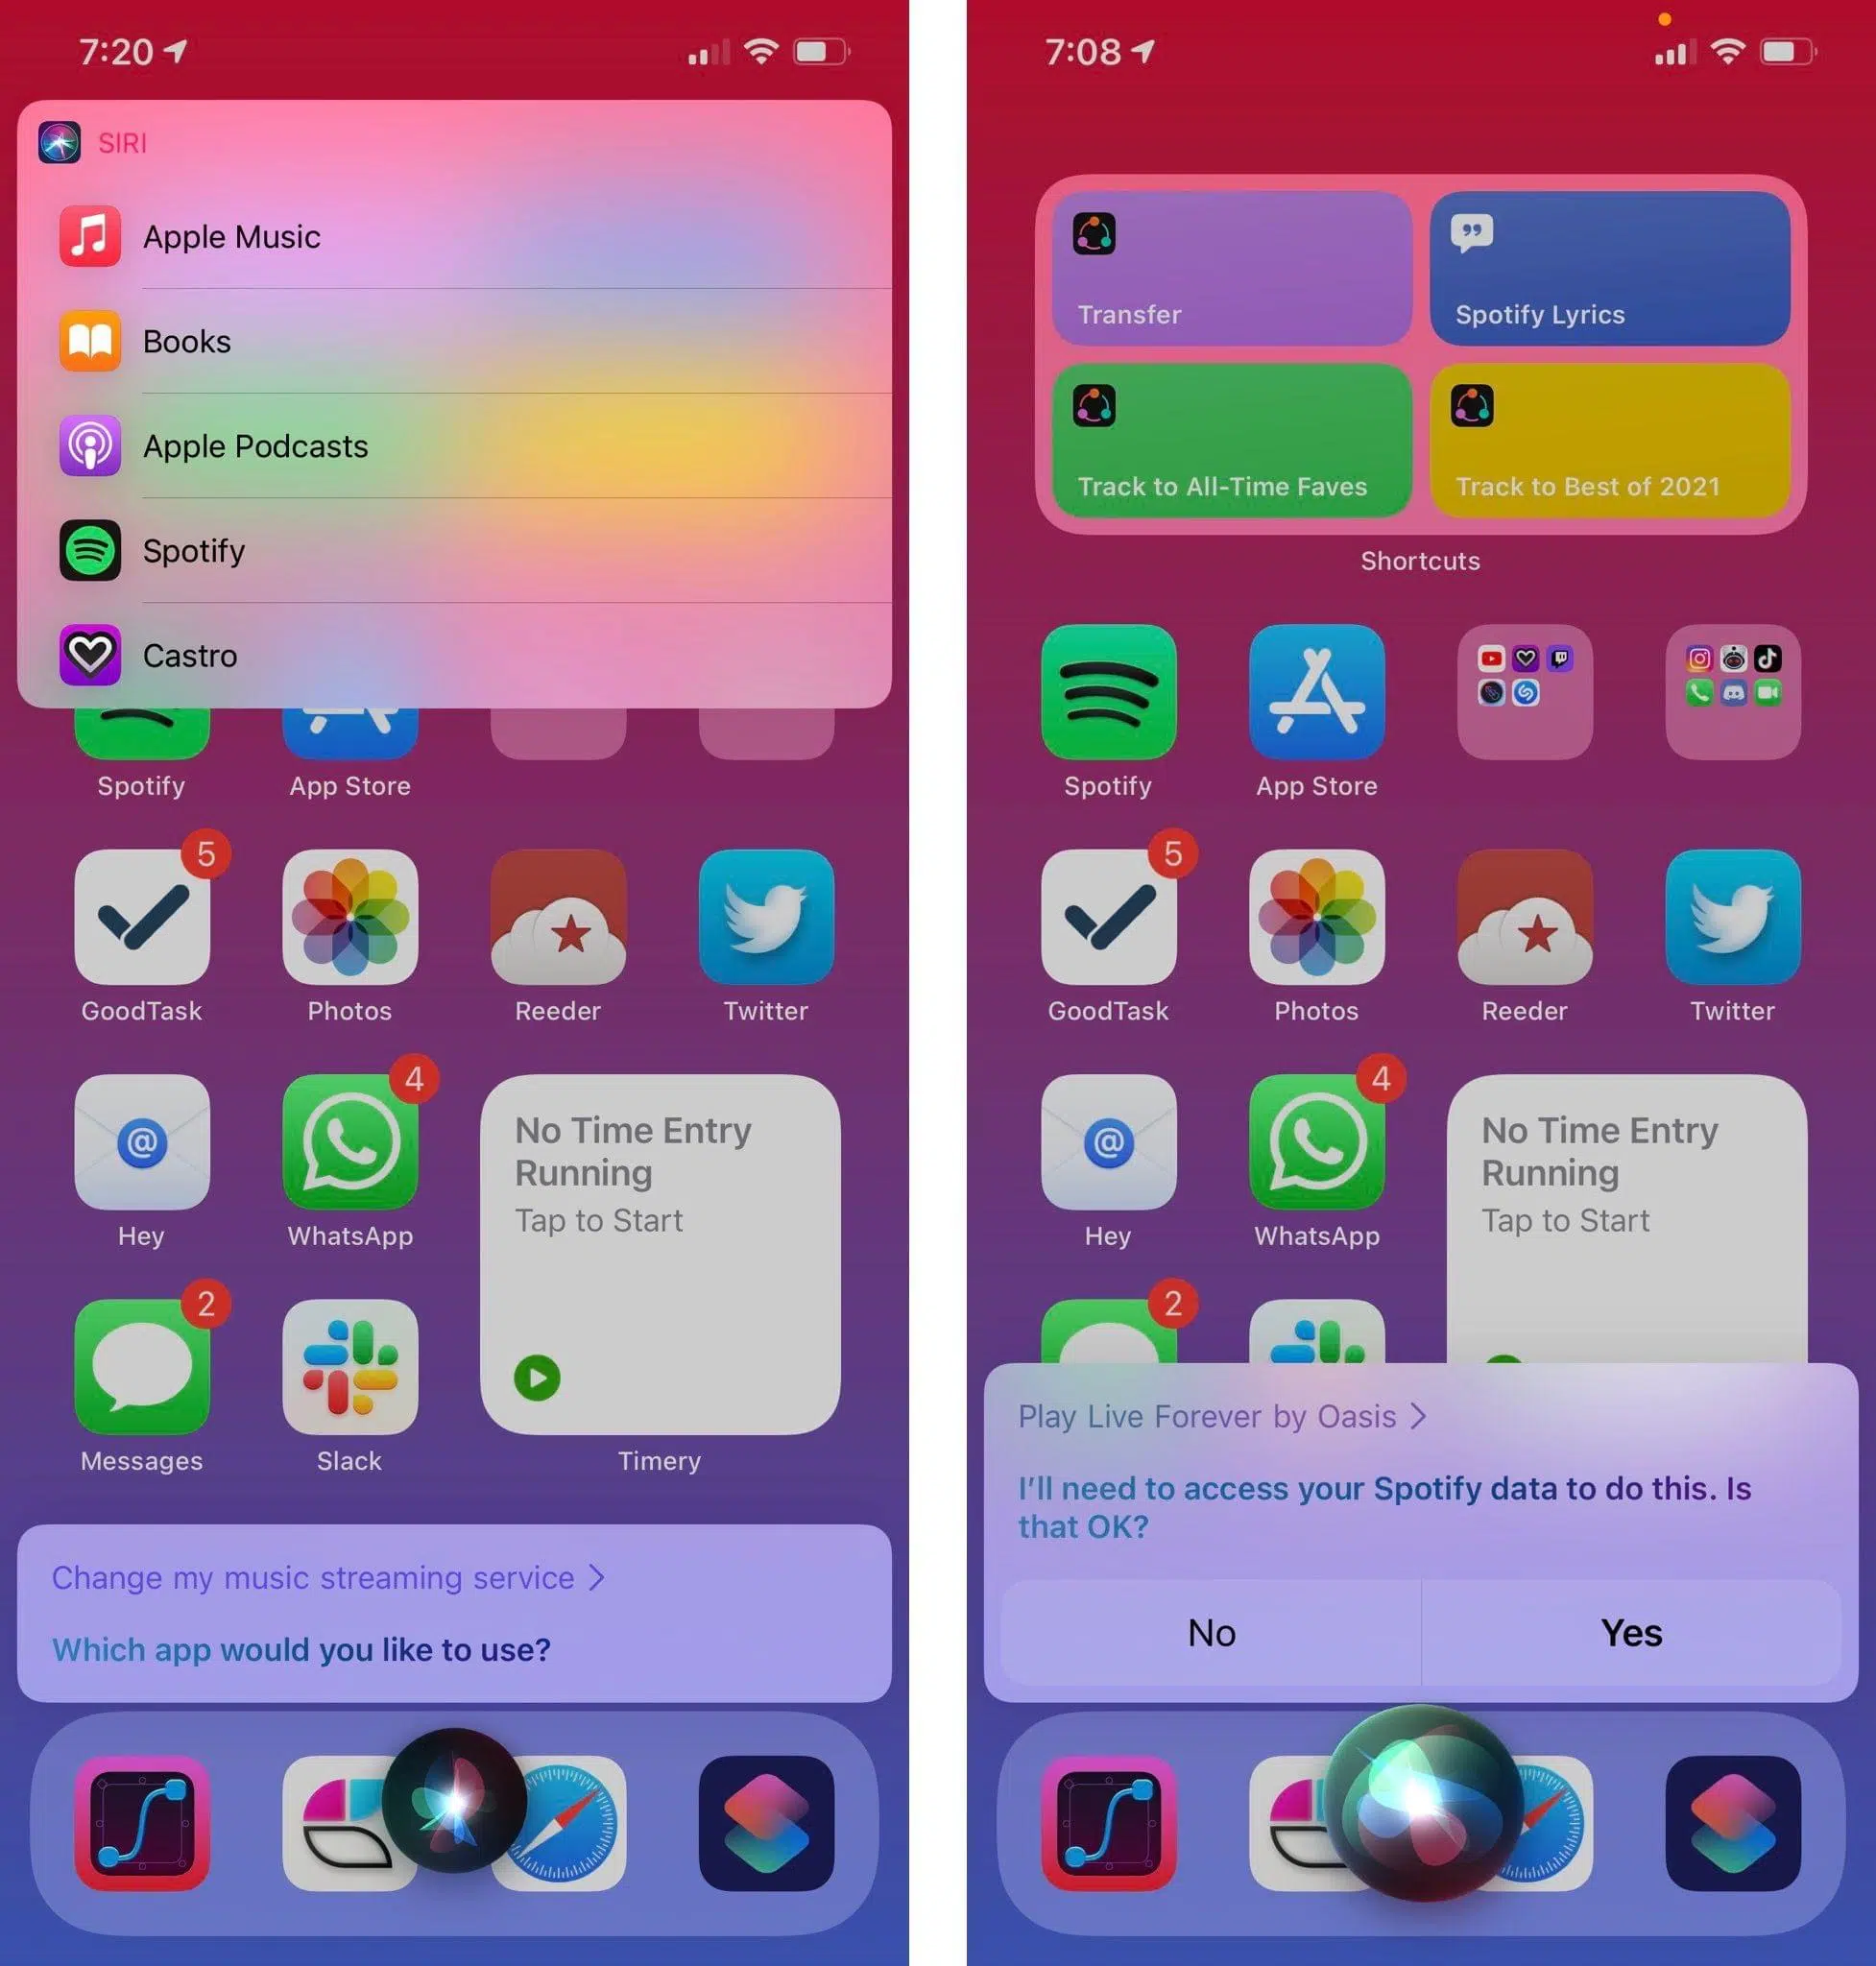 7:20
SIRI
Apple Music
Books
Apple Podcasts
Spotify
Castro
Spotify
App Store
5
GoodTask
Photos
Reeder
Twitter
4
No Time Entry
Running
Tap to Start
Hey
WhatsApp
2
Messages
Slack
Timery
Change my music streaming service >
Which app would you like to use?
7:08
Transfer
Spotify Lyrics
Track to All-Time Faves
Track to Best of 2021
Shortcuts
Spotify
App Store
5
GoodTask
Photos
Reeder
Twitter
4
No Time Entry
Running
Tap to Start
Hey
WhatsApp
2
Play Live Forever by Oasis >
I'll need to access your Spotify data to do this. Is
that OK?
No
Yes